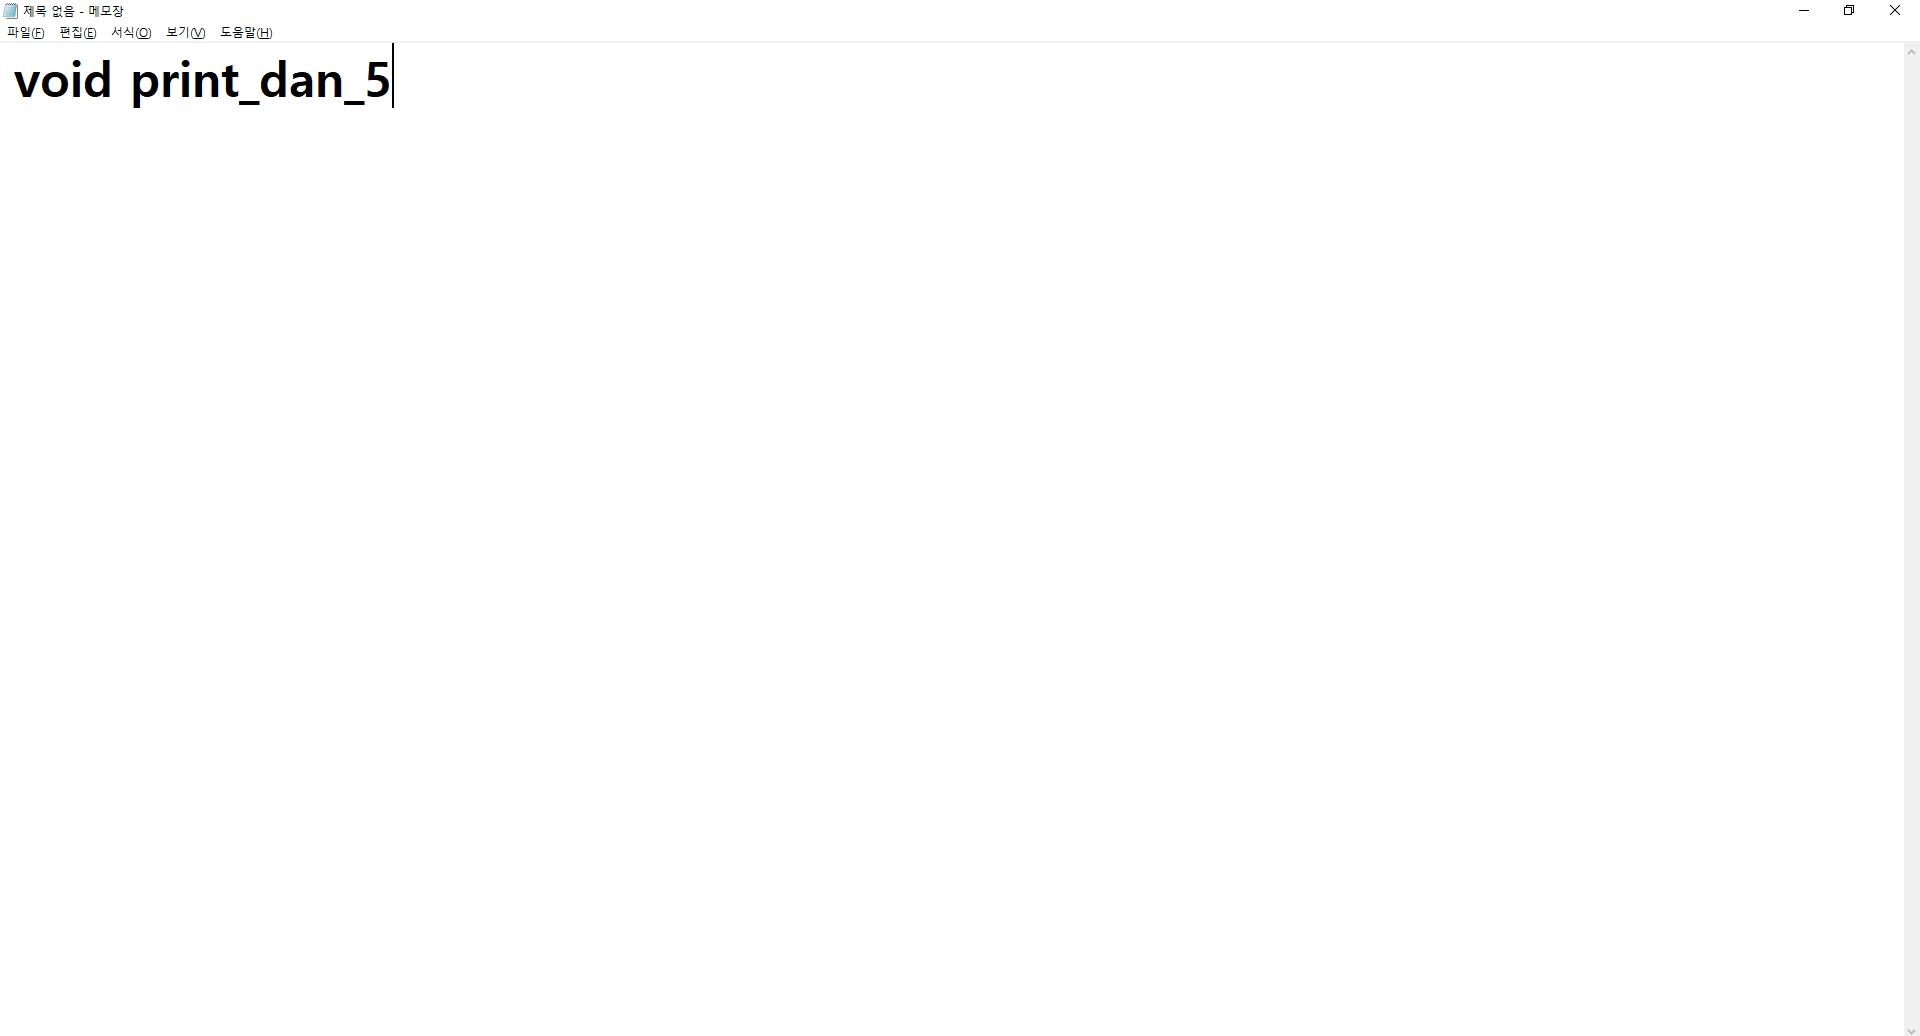 제목 없음 - 메모장
파일(F) 편집(E) 서식(O) 보기(V) 도움말(H)
void print_dan_5